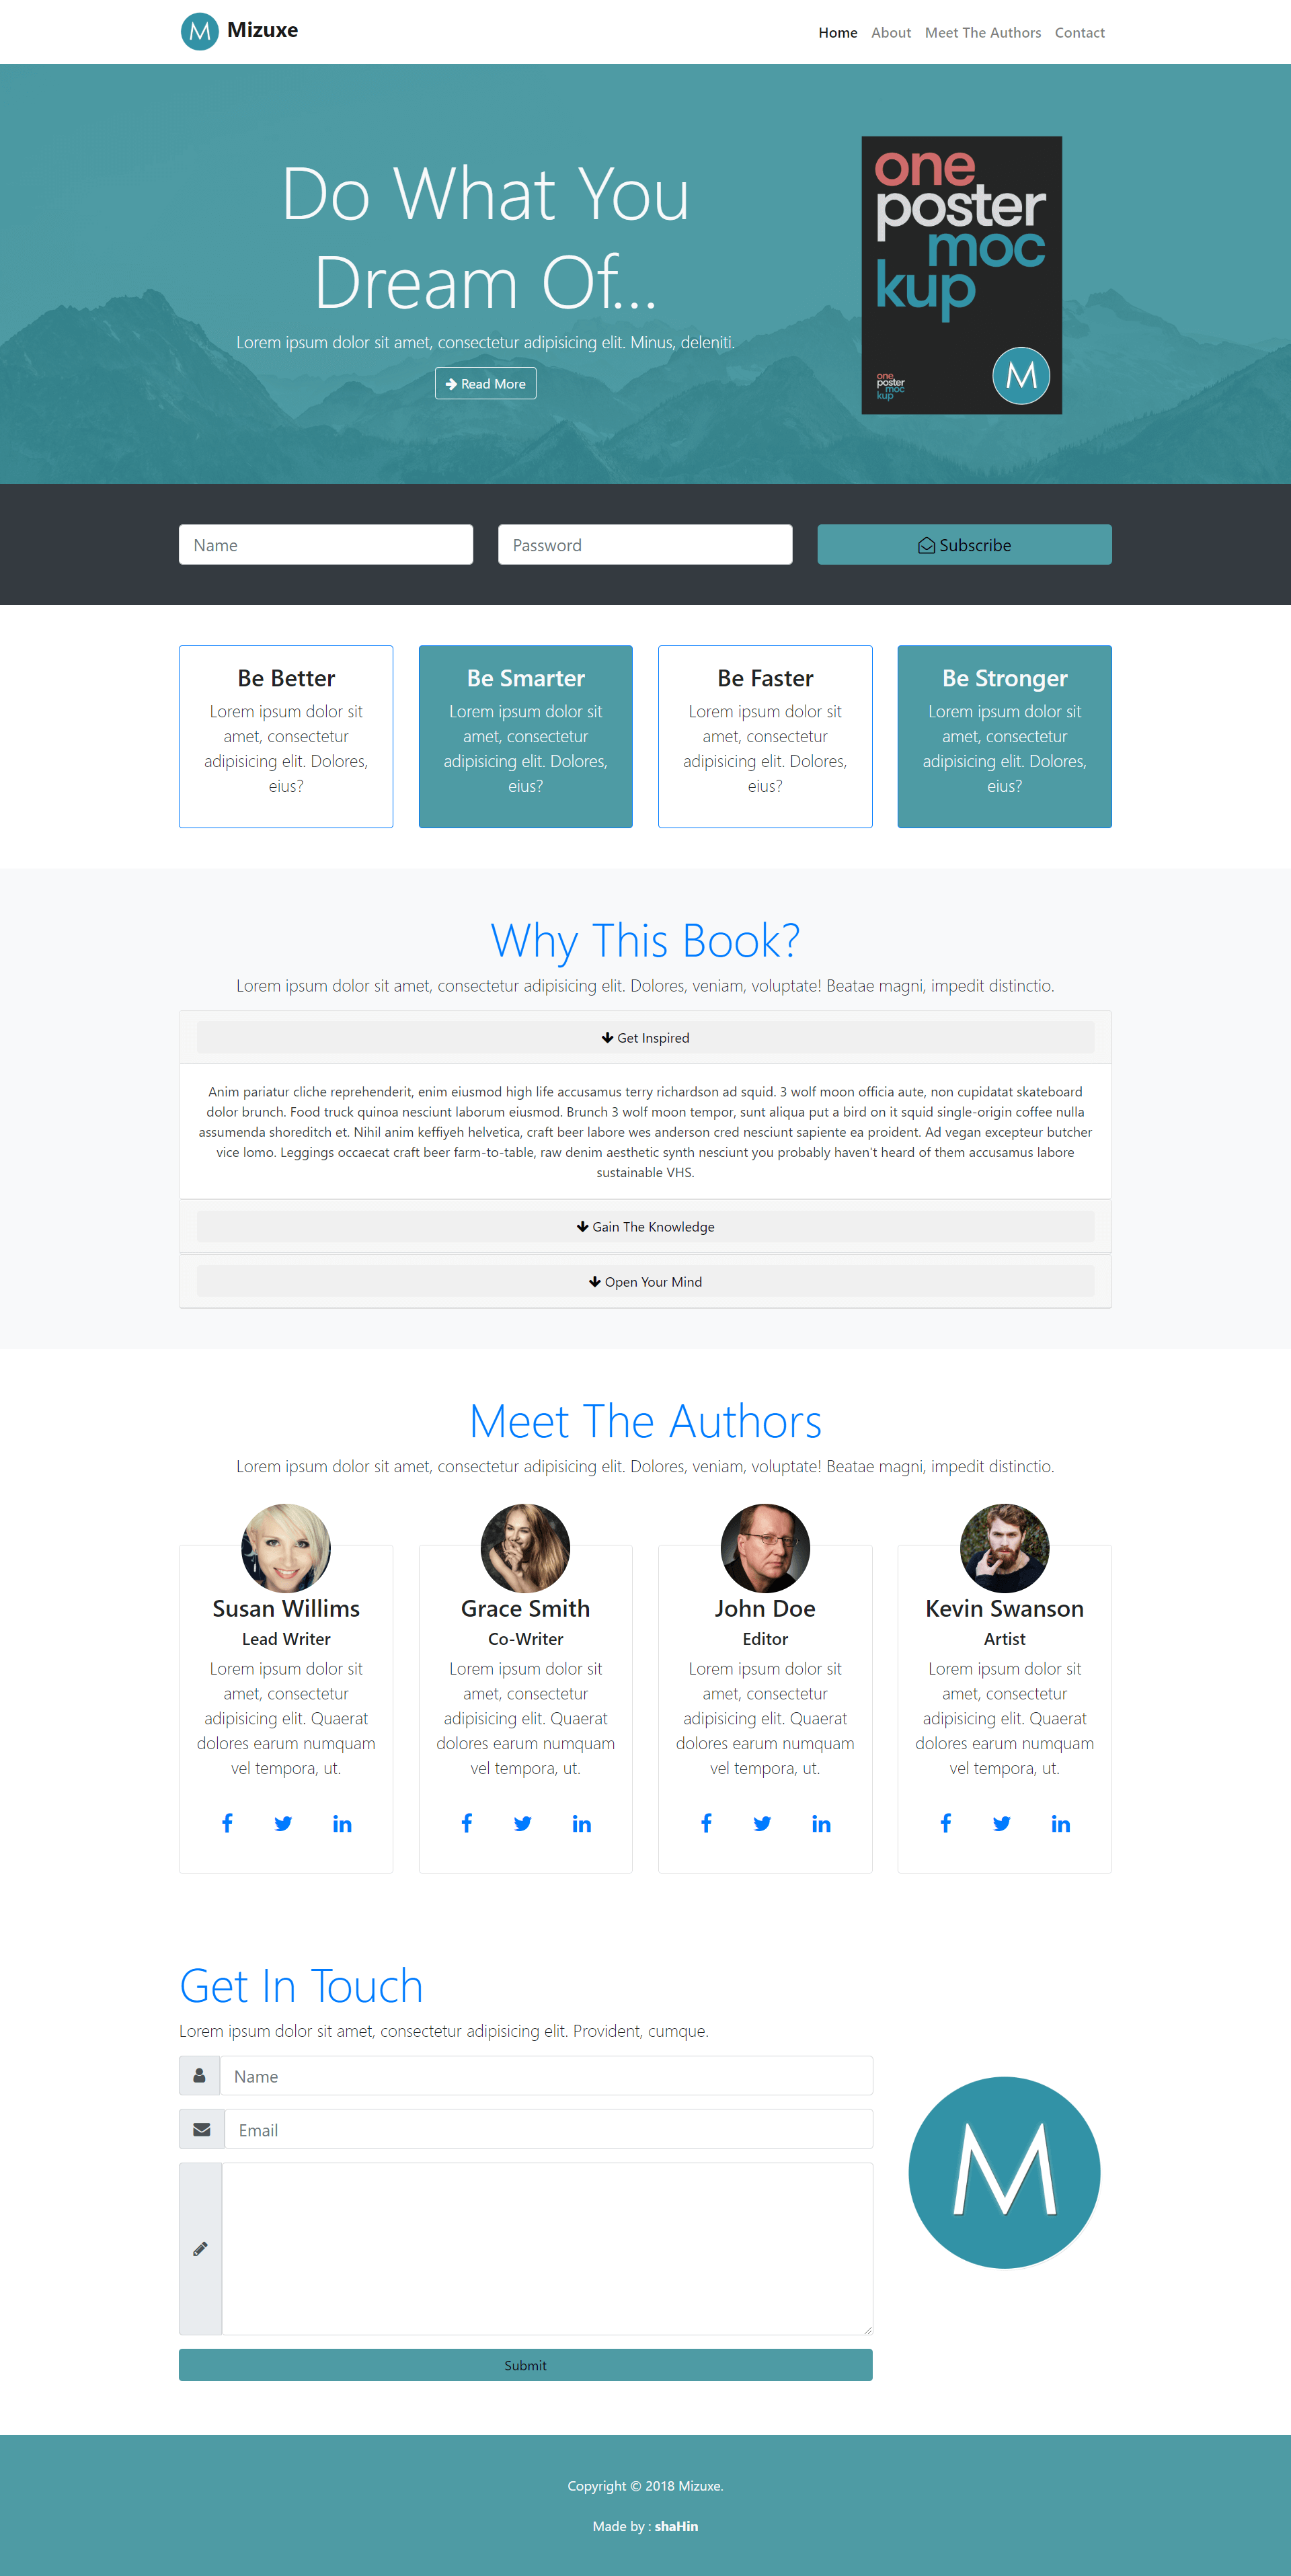 M Mizuxe
Home About Meet The Authors Contact
Do What You
Dream Of...
Lorem ipsum dolor sit amet, consectetur adipisicing elit. Minus, deleniti.
Read More
one
poster
moc
kup
one
poster
moc
kup
M
Name
Password
Subscribe
Be Better
Lorem ipsum dolor sit
amet, consectetur
adipisicing elit. Dolores,
eius?
Be Smarter
Lorem ipsum dolor sit
amet, consectetur
adipisicing elit. Dolores,
eius?
Be Faster
Lorem ipsum dolor sit
amet, consectetur
adipisicing elit. Dolores,
eius?
Be Stronger
Lorem ipsum dolor sit
amet, consectetur
adipisicing elit. Dolores,
eius?
Why This Book?
Lorem ipsum dolor sit amet, consectetur adipisicing elit. Dolores, veniam, voluptate! Beatae magni, impedit distinctio.
Get Inspired
Anim pariatur cliche reprehenderit, enim eiusmod high life accusamus terry richardson ad squid. 3 wolf moon officia aute, non cupidatat skateboard
dolor brunch. Food truck quinoa nesciunt laborum eiusmod. Brunch 3 wolf moon tempor, sunt aliqua put a bird on it squid single-origin coffee nulla
assumenda shoreditch et. Nihil anim keffiyeh helvetica, craft beer labore wes anderson cred nesciunt sapiente ea proident. Ad vegan excepteur butcher
vice lomo. Leggings occaecat craft beer farm-to-table, raw denim aesthetic synth nesciunt you probably haven't heard of them accusamus labore
sustainable VHS.
Gain The Knowledge
Open Your Mind
Meet The Authors
Lorem ipsum dolor sit amet, consectetur adipisicing elit. Dolores, veniam, voluptate! Beatae magni, impedit distinctio.
Susan Willims
Lead Writer
Lorem ipsum dolor sit
amet, consectetur
adipisicing elit. Quaerat
dolores earum numquam
vel tempora, ut.
Grace Smith
Co-Writer
Lorem ipsum dolor sit
amet, consectetur
adipisicing elit. Quaerat
dolores earum numquam
vel tempora, ut.
John Doe
Editor
Lorem ipsum dolor sit
amet, consectetur
adipisicing elit. Quaerat
dolores earum numquam
vel tempora, ut.
Kevin Swanson
Artist
Lorem ipsum dolor sit
amet, consectetur
adipisicing elit. Quaerat
dolores earum numquam
vel tempora, ut.
Get In Touch
Lorem ipsum dolor sit amet, consectetur adipisicing elit. Provident, cumque.
Name
Email
Submit
M
Copyright © 2018 Mizuxe.
Made by : shaHin